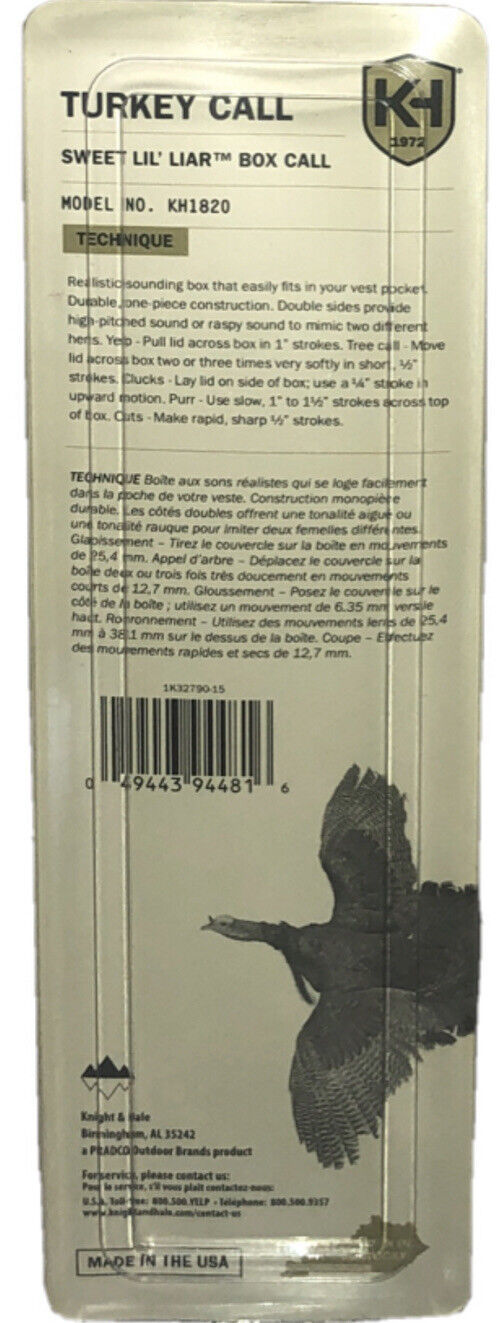 TURKEY CALL
KH
1972
SWEET LIL' LIAR™ BOX CALL
MODEL NO. KH1820
TECHNIQUE
Realistic sounding box that easily fits in your vest pocket.
Durable, one-piece construction. Double sides provide
high-pitched sound or raspy sound to mimic two different
hens. Yelp - Pull lid across box in 1" strokes. Tree call - Move
lid across box two or three times very softly in short, ½"
strokes. Clucks - Lay lid on side of box; use a ¼" stroke in
upward motion. Purr - Use slow, 1" to 1½" strokes across top
of box. Cuts - Make rapid, sharp ½" strokes.
TECHNIQUE Boîte aux sons réalistes qui se loge facilement
dans la poche de votre veste. Construction monopièce
durable. Les côtés doubles offrent une tonalité aiguë ou
une tonalité rauque pour imiter deux femelles différentes.
Glapissement – Tirez le couvercle sur la boîte en mouvements
de 25,4 mm. Appel d'arbre – Déplacez le couvercle sur la
boîte deux ou trois fois très doucement en mouvements
courts de 12,7 mm. Gloussement – Posez le couvercle sur le
côté de la boîte ; utilisez un mouvement de 6,35 mm vers le
haut. Ronronnement – Utilisez des mouvements lents de 25,4
mm à 38,1 mm sur le dessus de la boîte. Coupe – Effectuez
des mouvements rapides et secs de 12,7 mm.
1K32790-15
0 49443 94481 6
Knight & Hale
Birmingham, AL 35242
a PRADCO Outdoor Brands product
For service, please contact us:
Pour le service, s'il vous plaît contactez-nous:
U.S.A. Toll-free: 800.500.YELP - Téléphone: 800.500.9357
www.knightandhale.com/contact-us
MADE IN THE USA